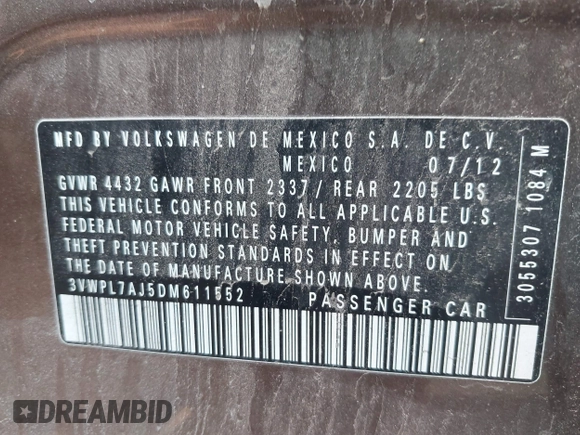 MFD BY VOLKSWAGEN DE MEXICO S.A. DE C.V.
MEXICO 07/12
GVWR 4432 GAWR FRONT 2337/ REAR 2205 LBS
THIS VEHICLE CONFORMS TO ALL APPLICABLE U.S.
FEDERAL MOTOR VEHICLE SAFETY, BUMPER AND
THEFT PREVENTION STANDARDS IN EFFECT ON
THE DATE OF MANUFACTURE SHOWN ABOVE.
3VWPL7AJ5DM611552 PASSENGER CAR
3055307 1084 M
DREAMBID